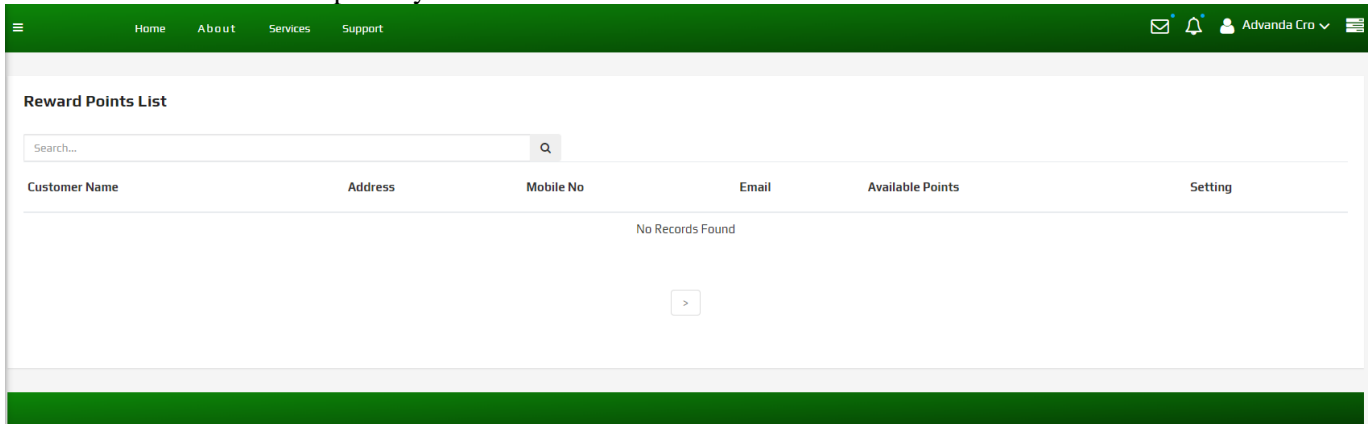 Home About Services Support Advanda Cro
Reward Points List
Search...
Customer Name Address Mobile No Email Available Points Setting
No Records Found
>